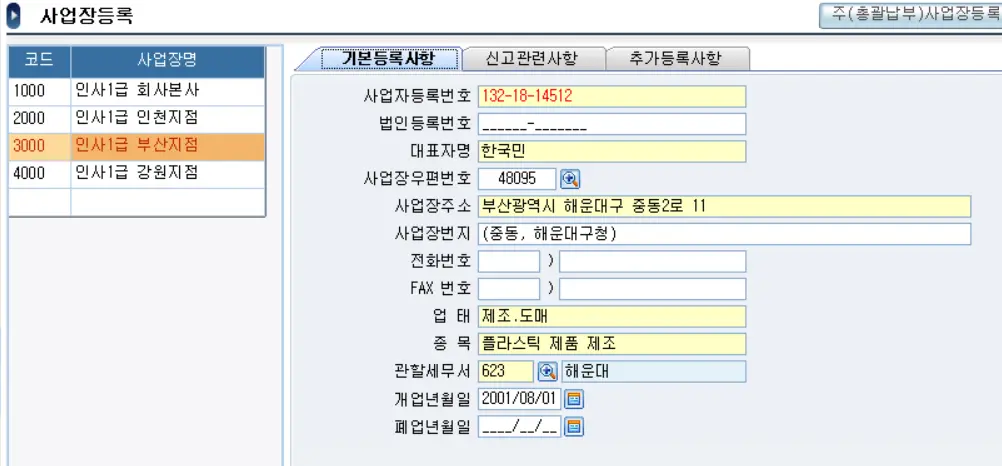 사업장등록
주(총괄납부)사업장등록
코드 사업장명
1000 인사1급 회사본사
2000 인사1급 인천지점
3000 인사1급 부산지점
4000 인사1급 강원지점
기본등록사항 신고관련사항 추가등록사항
사업자등록번호 132-18-14512
법인등록번호 ______-_______
대표자명 한국민
사업장우편번호 48095
사업장주소 부산광역시 해운대구 중동2로 11
사업장번지 (중동, 해운대구청)
전화번호 )
FAX 번호 )
업 태 제조.도매
종 목 플라스틱 제품 제조
관할세무서 623 해운대
개업년월일 2001/08/01
폐업년월일 ____/__/__